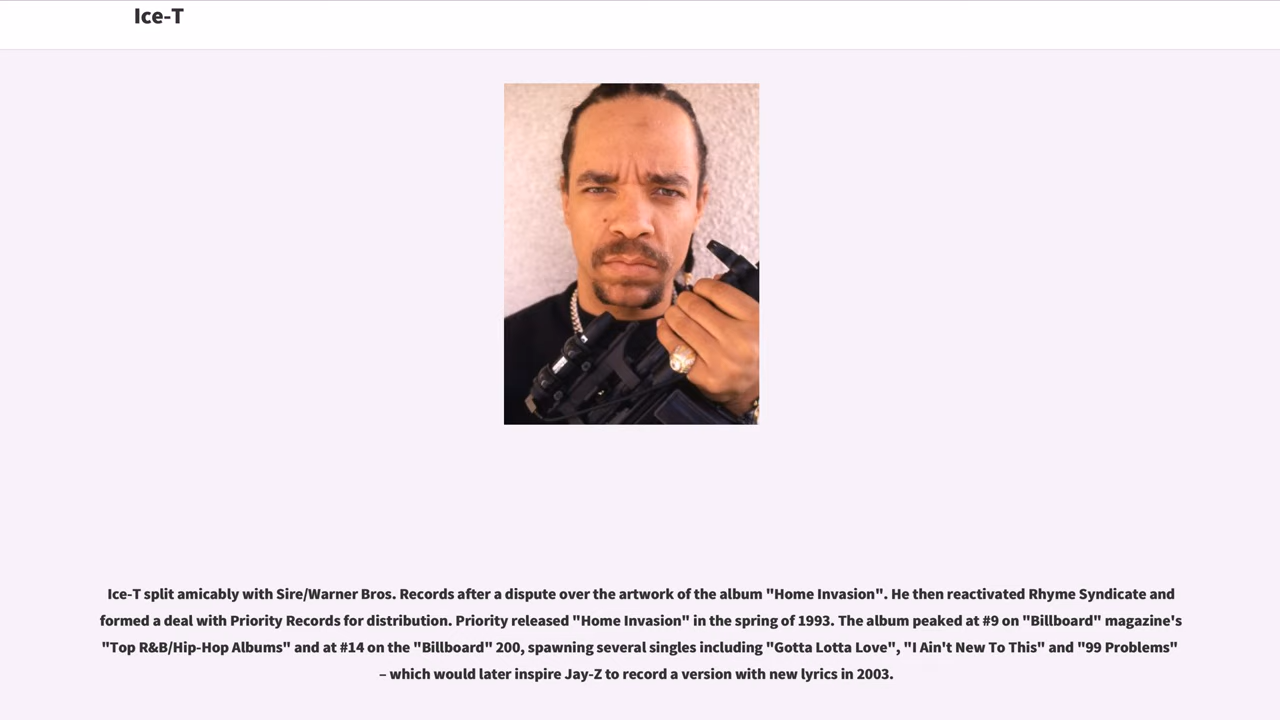 Ice-T
Ice-T split amicably with Sire/Warner Bros. Records after a dispute over the artwork of the album "Home Invasion". He then reactivated Rhyme Syndicate and
formed a deal with Priority Records for distribution. Priority released "Home Invasion" in the spring of 1993. The album peaked at #9 on "Billboard" magazine's
"Top R&B/Hip-Hop Albums" and at #14 on the "Billboard" 200, spawning several singles including "Gotta Lotta Love", "I Ain't New To This" and "99 Problems"
– which would later inspire Jay-Z to record a version with new lyrics in 2003.